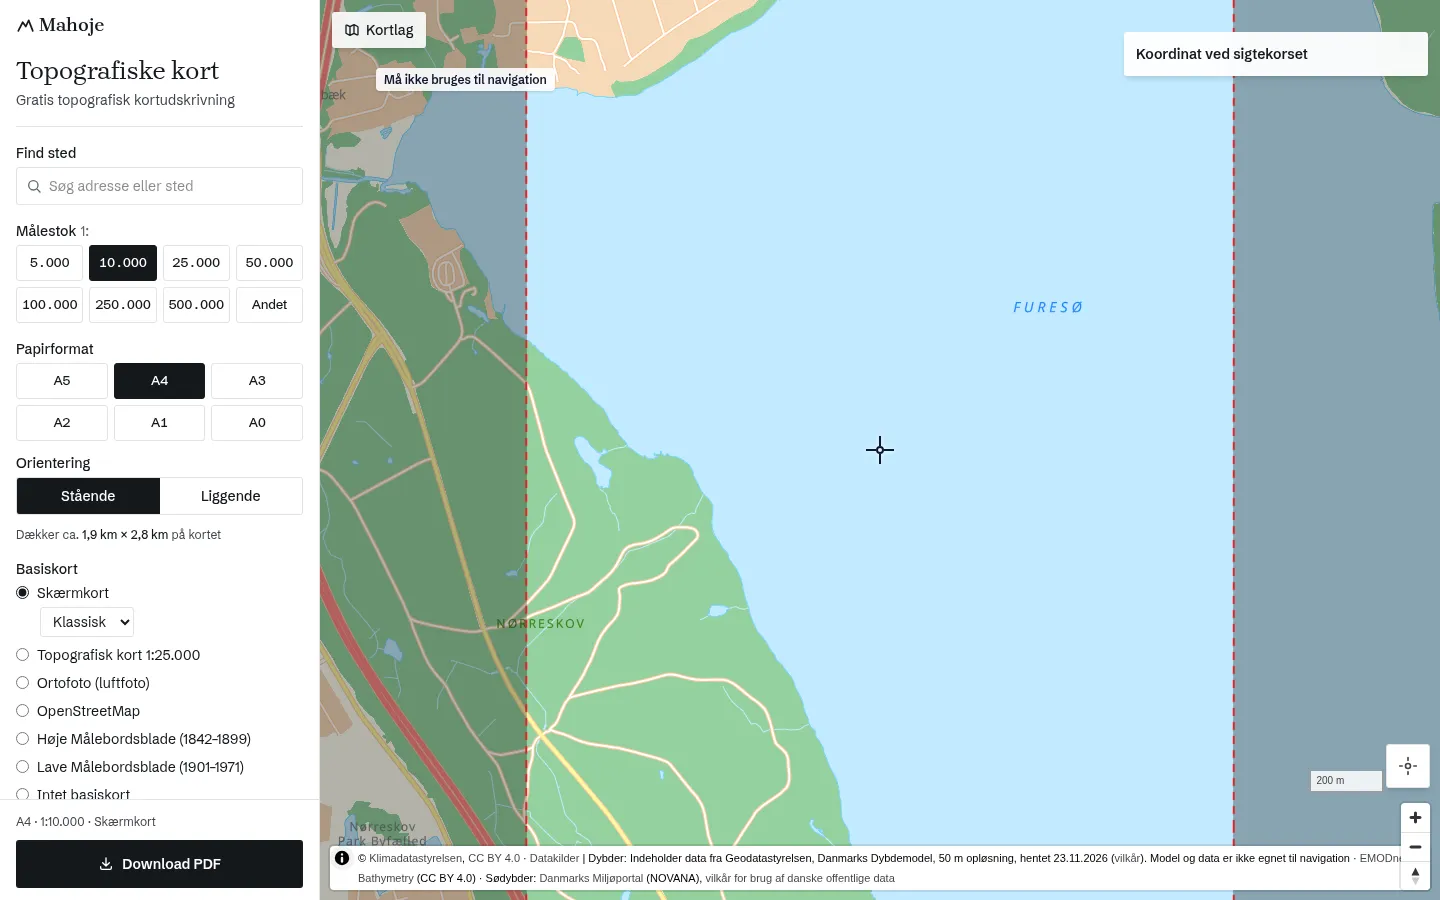 Mahoje
Topografiske kort
Gratis topografisk kortudskrivning
Find sted
Søg adresse eller sted
Målestok 1:
5.000
10.000
25.000
50.000
100.000
250.000
500.000
Andet
Papirformat
A5
A4
A3
A2
A1
A0
Orientering
Stående
Liggende
Dækker ca. 1,9 km × 2,8 km på kortet
Basiskort
Skærmkort
Klassisk
Topografisk kort 1:25.000
Ortofoto (luftfoto)
OpenStreetMap
Høje Målebordsblade (1842–1899)
Lave Målebordsblade (1901–1971)
Intet basiskort
A4 · 1:10.000 · Skærmkort
Download PDF
Kortlag
Må ikke bruges til navigation
bæk
Koordinat ved sigtekorset
FURESØ
NØRRESKOV
Nørreskov
Park Byfælled
200 m
© Klimadatastyrelsen, CC BY 4.0 · Datakilder | Dybder: Indeholder data fra Geodatastyrelsen, Danmarks Dybdemodel, 50 m opløsning, hentet 23.11.2026 (vilkår). Model og data er ikke egnet til navigation · EMODn
Bathymetry (CC BY 4.0) · Sødybder: Danmarks Miljøportal (NOVANA), vilkår for brug af danske offentlige data